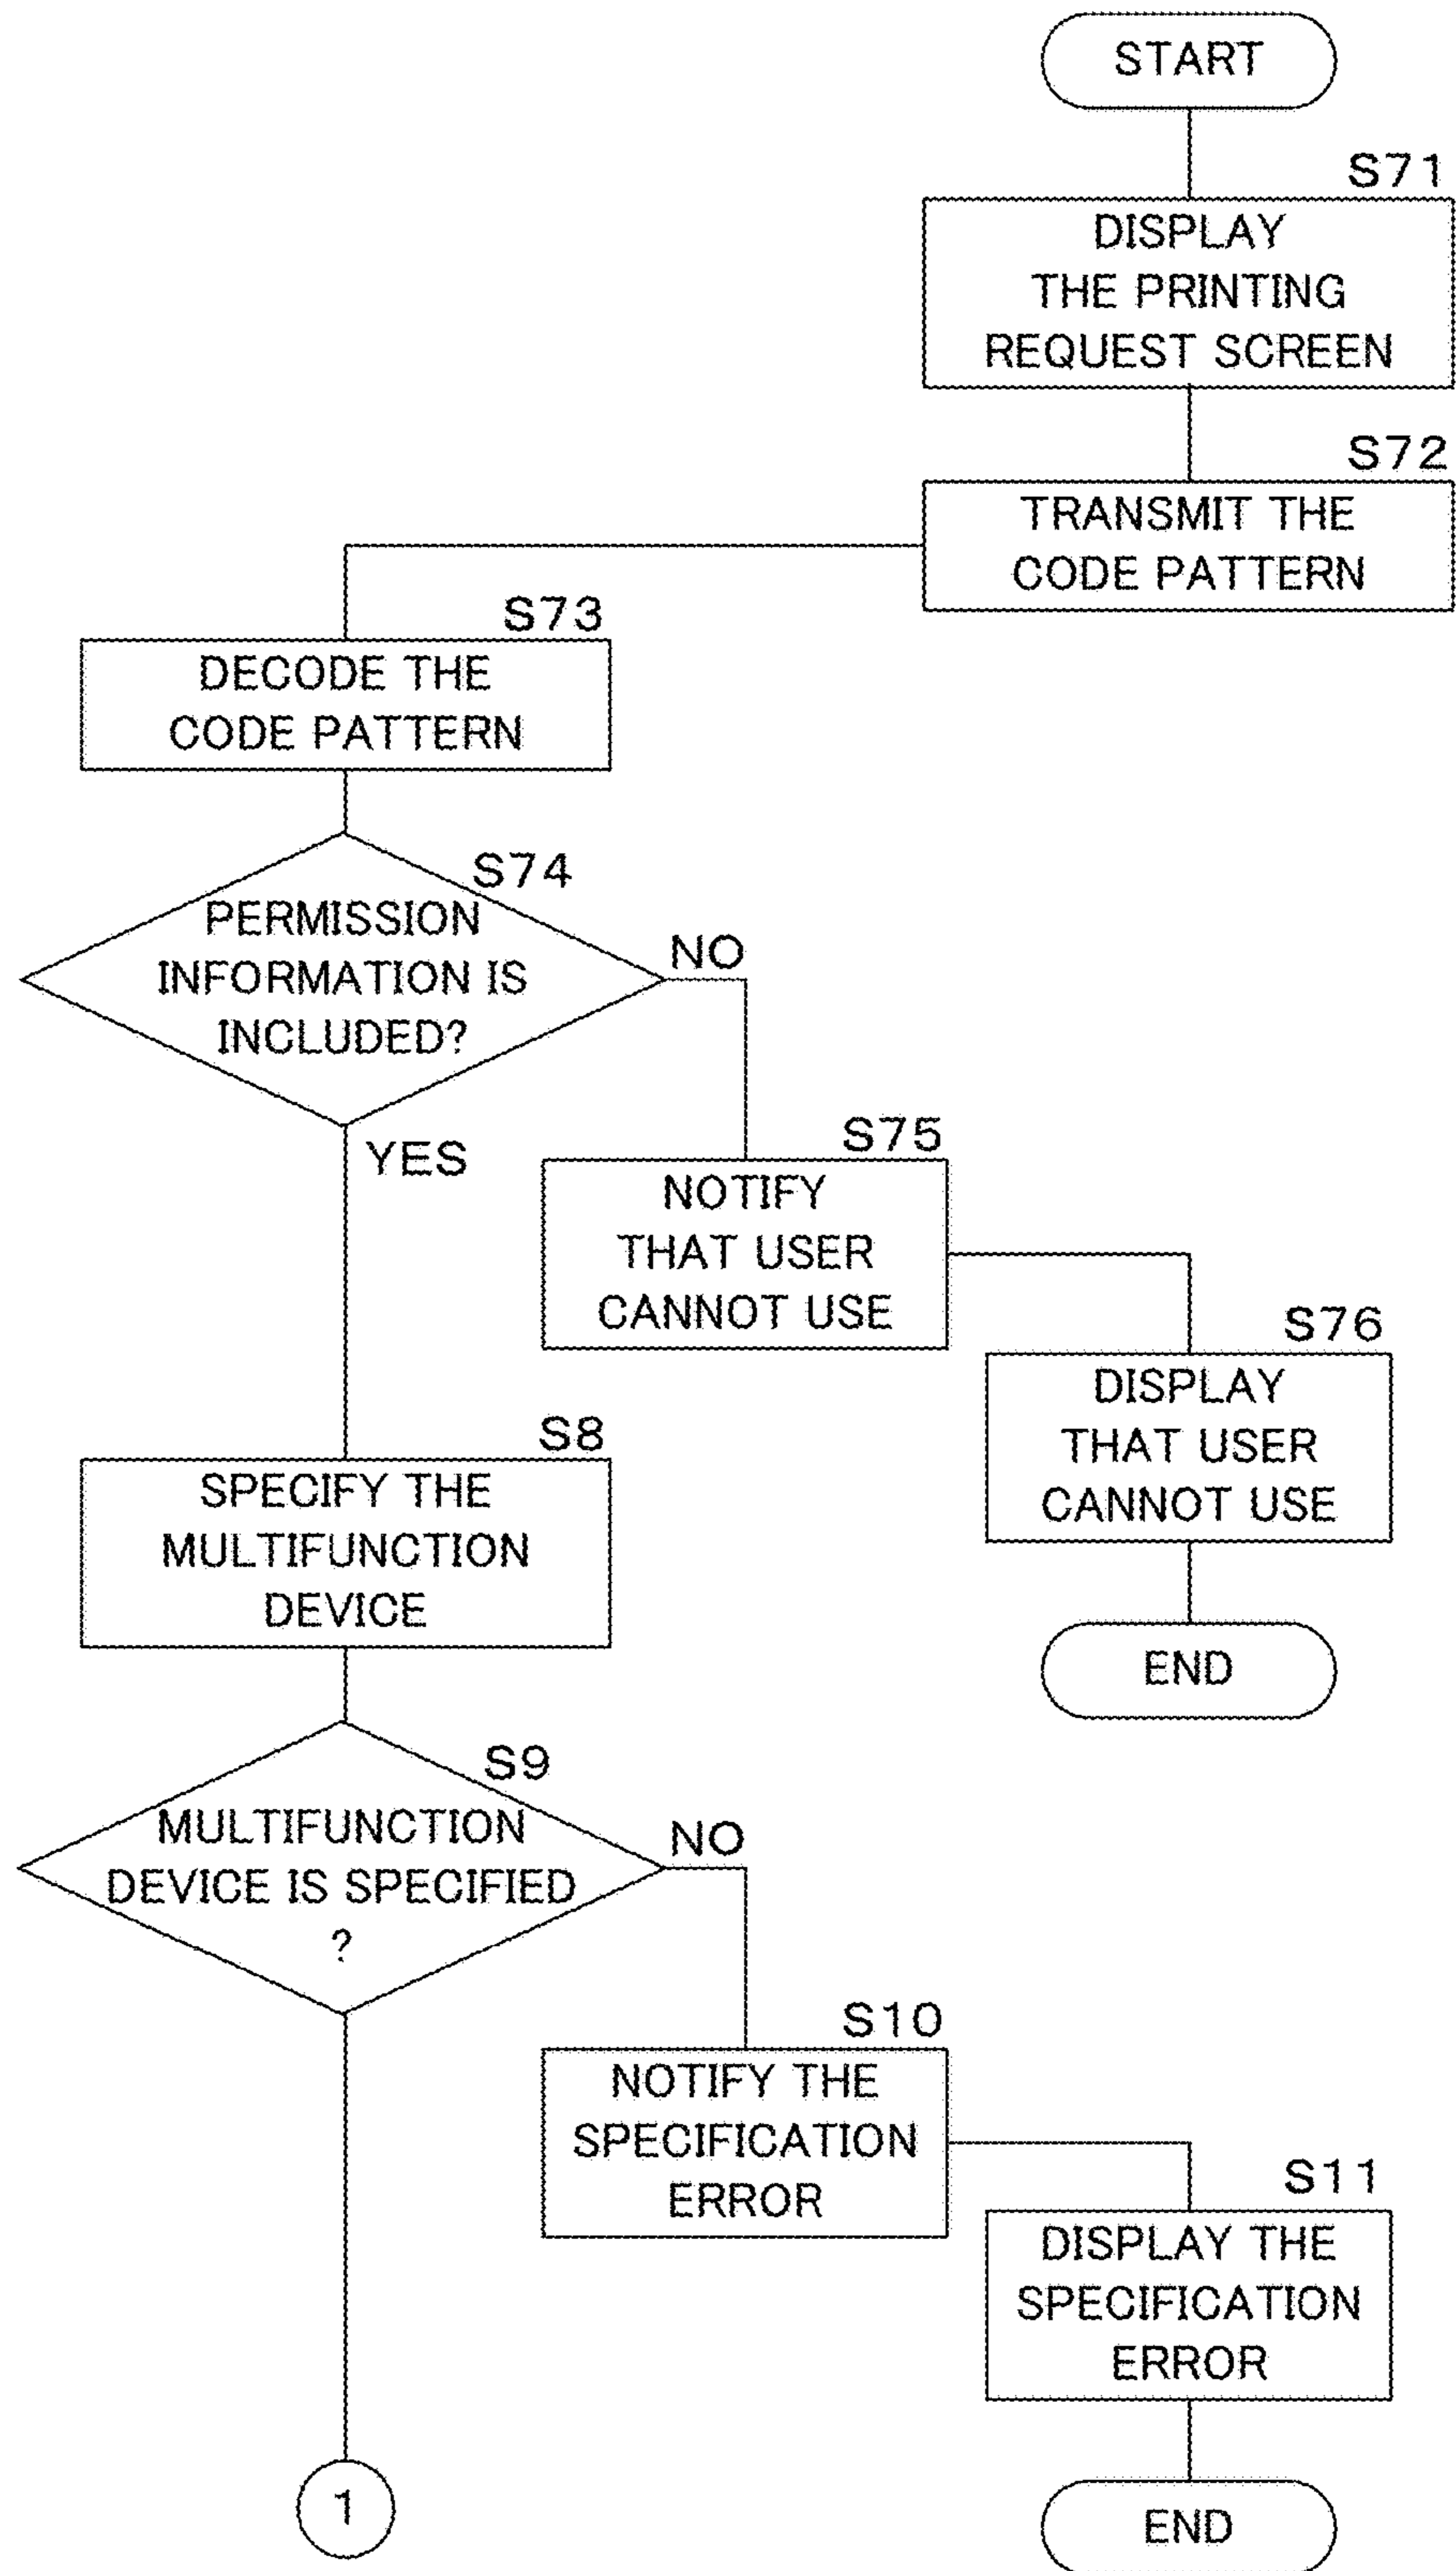 START
S71
DISPLAY
THE PRINTING
REQUEST SCREEN
S72
TRANSMIT THE
CODE PATTERN
S73
DECODE THE
CODE PATTERN
S74
PERMISSION
INFORMATION IS
INCLUDED?
NO
YES
S75
NOTIFY
THAT USER
CANNOT USE
S76
DISPLAY
THAT USER
CANNOT USE
END
S8
SPECIFY THE
MULTIFUNCTION
DEVICE
S9
MULTIFUNCTION
DEVICE IS SPECIFIED
?
NO
S10
NOTIFY THE
SPECIFICATION
ERROR
S11
DISPLAY THE
SPECIFICATION
ERROR
END
1